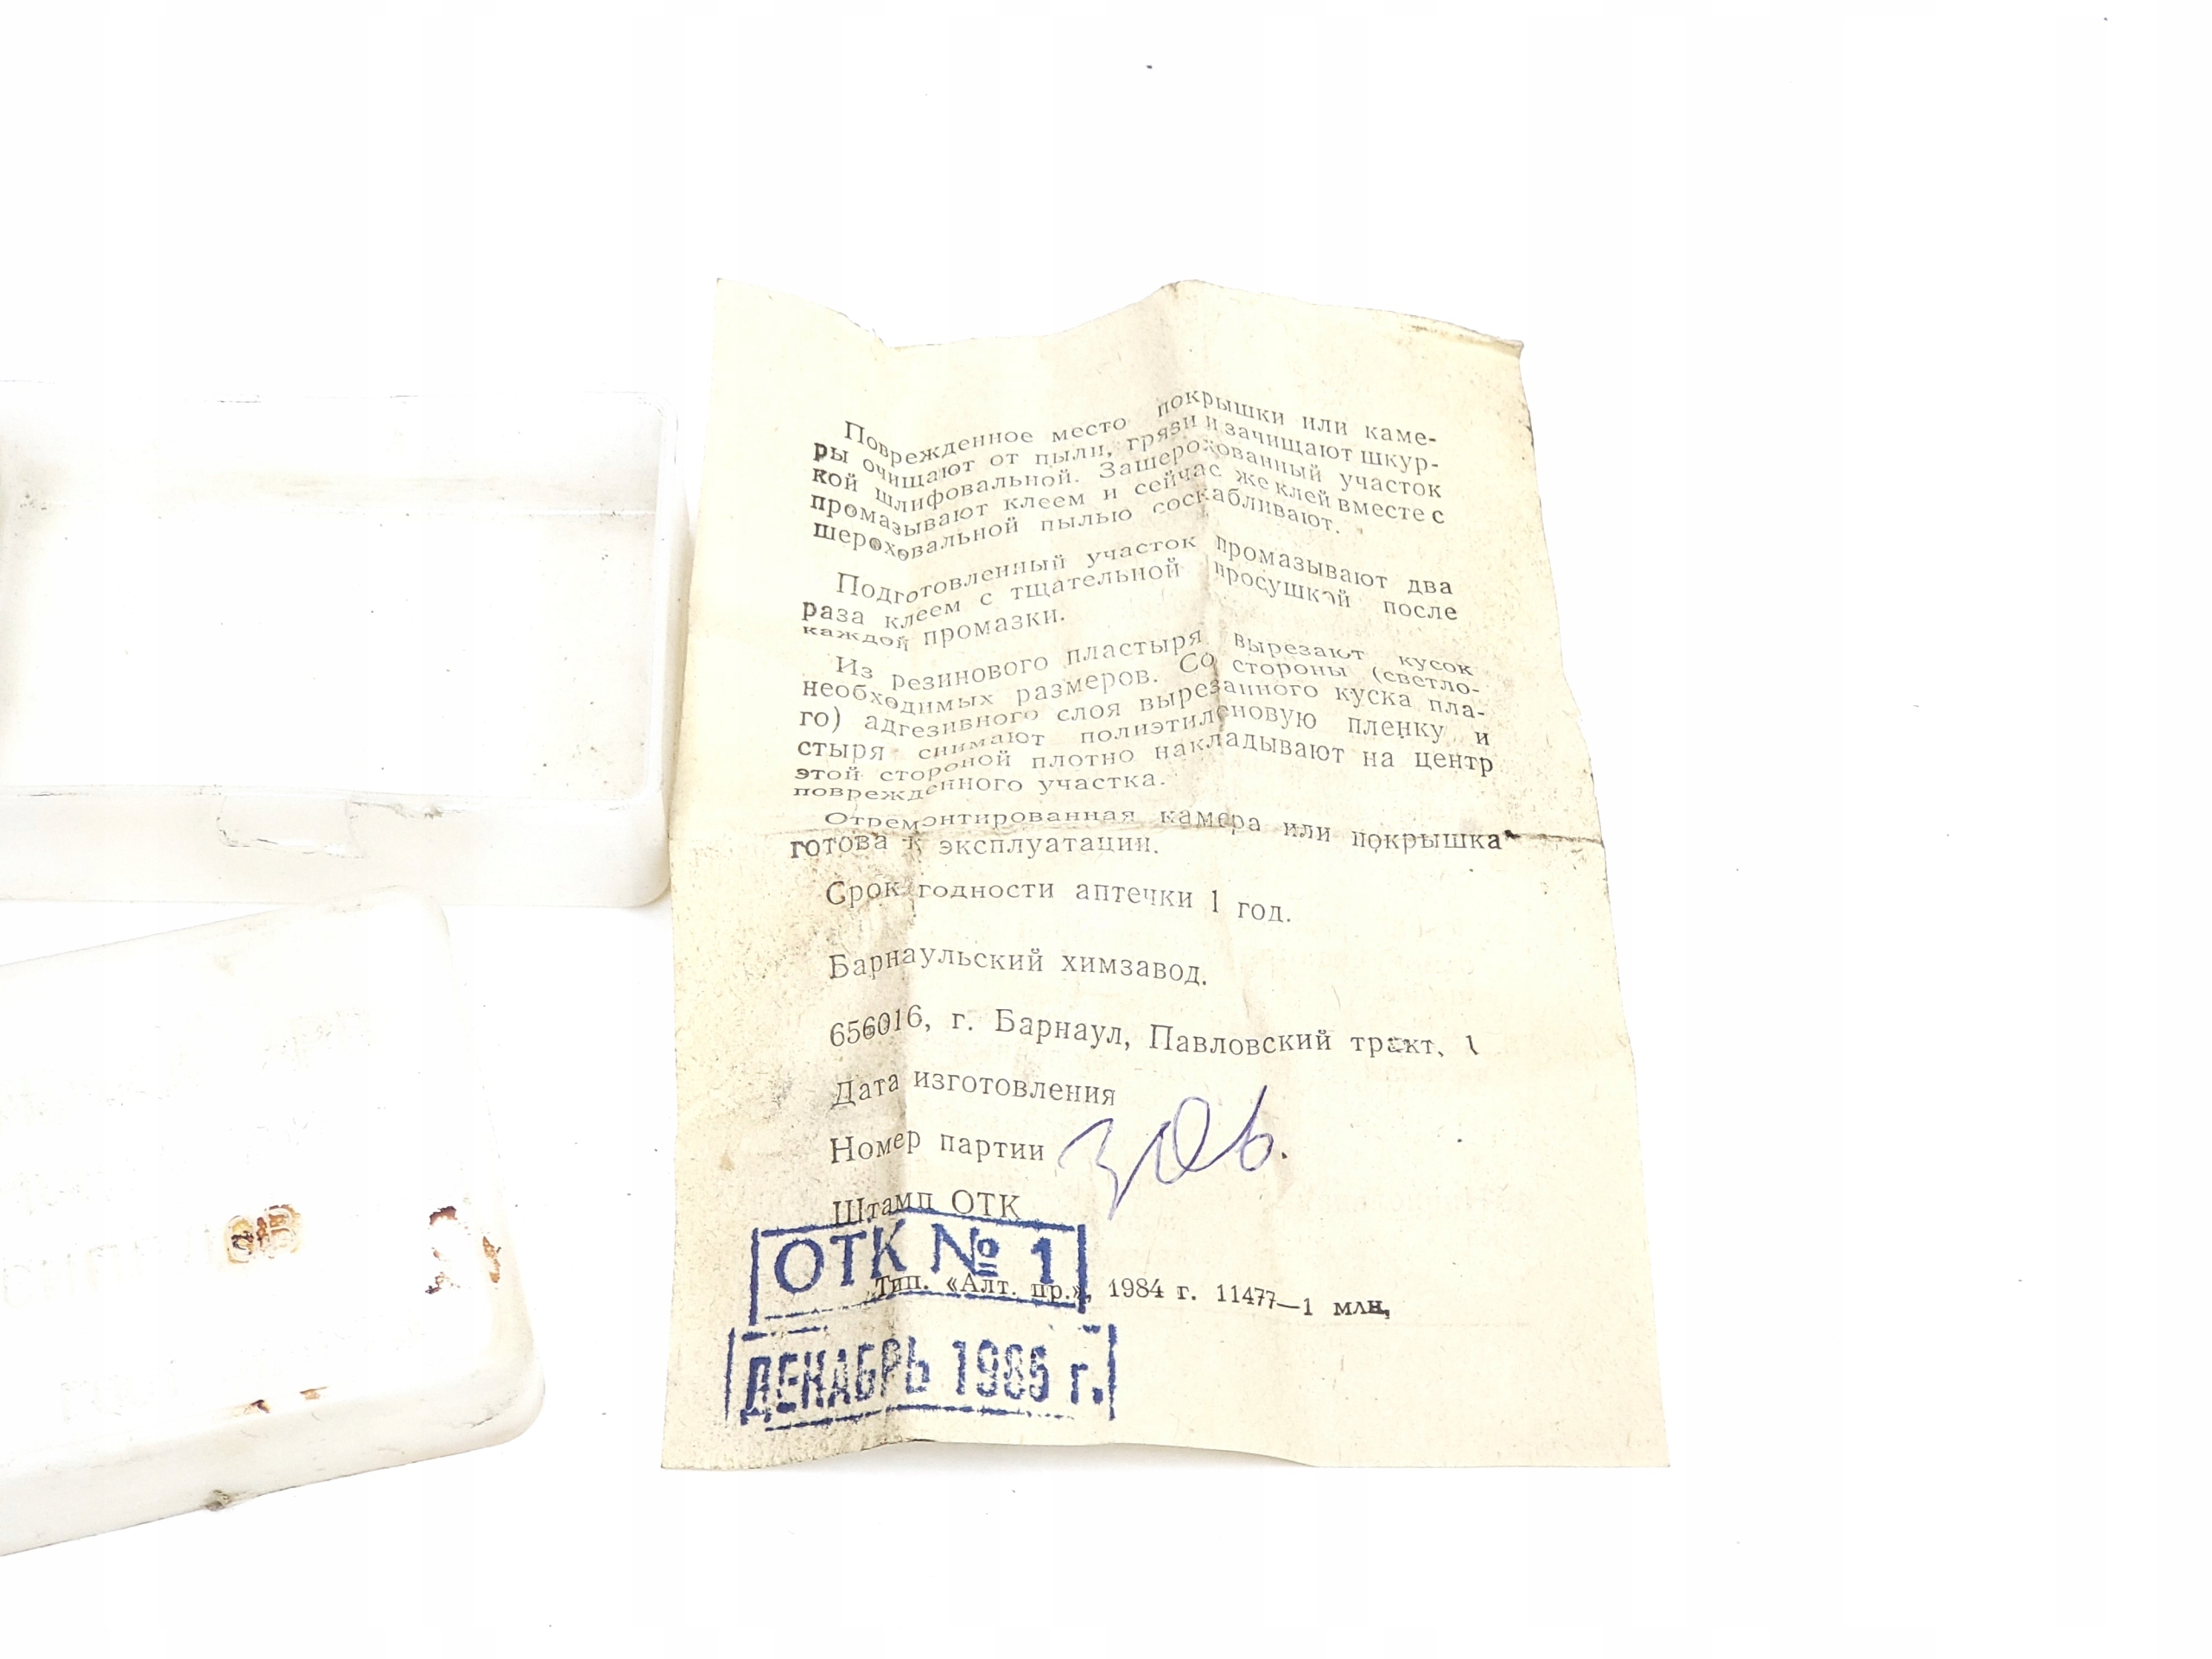 Поврежденное место покрышки или каме-
ры очищают от пыли, грязи и зачищают шкур-
кой шлифовальной. Зашерохованный участок
промазывают клеем и сейчас же клей вместе с
шероховальной пылью соскабливают.
Подготовленный участок промазывают два
раза клеем с тщательной просушкой после
каждой промазки.
Из резинового пластыря вырезают кусок
необходимых размеров. Со стороны (светло-
го) адгезивного слоя вырезанного куска пла-
стыря снимают полиэтиленовую пленку и
этой стороной плотно накладывают на центр
поврежденного участка.
Отремонтированная камера или покрышка
готова к эксплуатации.
Срок годности аптечки 1 год.
Барнаульский химзавод.
656016, г. Барнаул, Павловский тракт, 1
Дата изготовления
Номер партии 306.
Штамп ОТК
ОТК № 1
Тип. «Алт. пр.», 1984 г. 11477—1 млн,
ДЕКАБРЬ г.